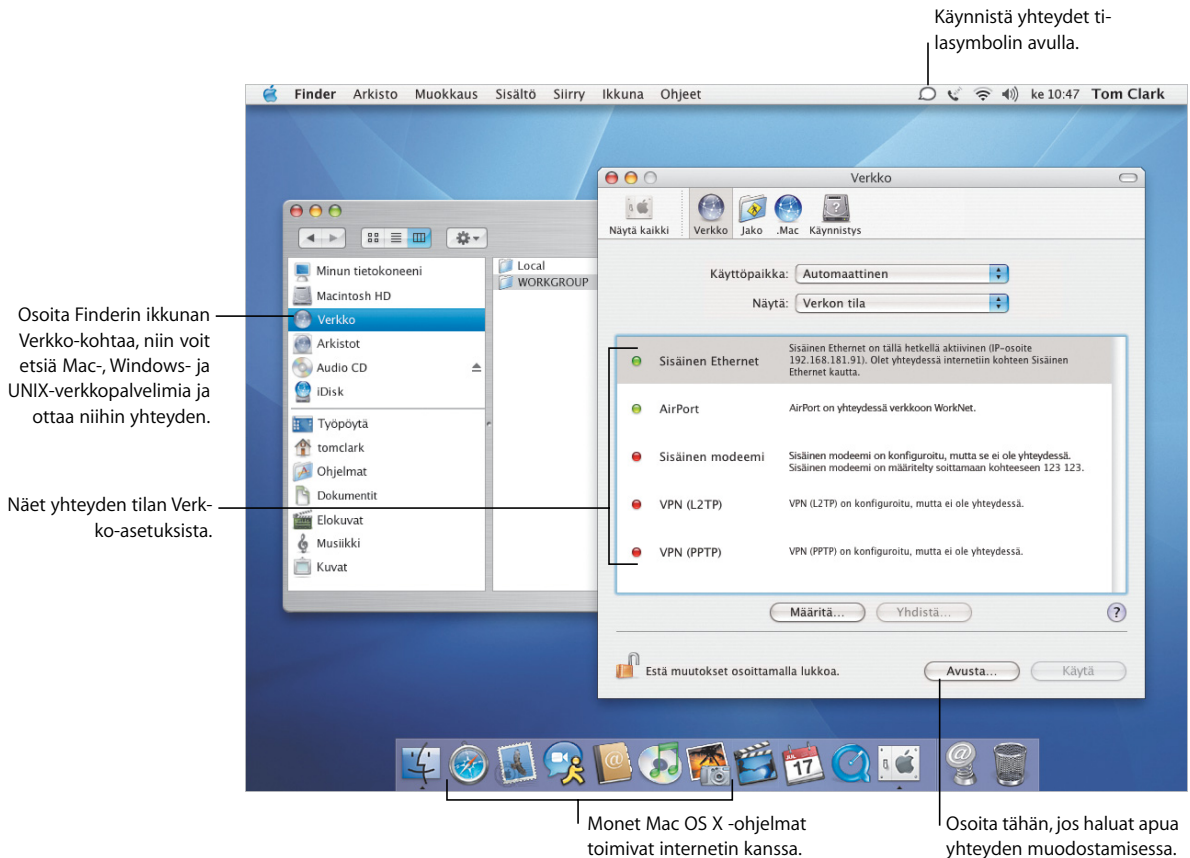 Käynnistä yhteydet ti-
lasymbolin avulla.
Finder Arkisto Muokkaus Sisältö Siirry Ikkuna Ohjeet ke 10:47 Tom Clark
Verkko
Näytä kaikki Verkko Jako .Mac Käynnistys
Käyttöpaikka: Automaattinen
Näytä: Verkon tila
Minun tietokoneeni
Macintosh HD
Verkko
Arkistot
Audio CD
iDisk
Työpöytä
tomclark
Ohjelmat
Dokumentit
Elokuvat
Musiikki
Kuvat
Local
WORKGROUP
Osoita Finderin ikkunan
Verkko-kohtaa, niin voit
etsiä Mac-, Windows- ja
UNIX-verkkopalvelimia ja
ottaa niihin yhteyden.
Näet yhteyden tilan Verk-
ko-asetuksista.
Sisäinen Ethernet
Sisäinen Ethernet on tällä hetkellä aktiivinen (IP-osoite
192.168.181.91). Olet yhteydessä internetiin kohteen Sisäinen
Ethernet kautta.
AirPort
AirPort on yhteydessä verkkoon WorkNet.
Sisäinen modeemi
Sisäinen modeemi on konfiguroitu, mutta se ei ole yhteydessä.
Sisäinen modeemi on määritelty soittamaan kohteeseen 123 123.
VPN (L2TP)
VPN (L2TP) on konfiguroitu, mutta ei ole yhteydessä.
VPN (PPTP)
VPN (PPTP) on konfiguroitu, mutta ei ole yhteydessä.
Määritä... Yhdistä... ?
Estä muutokset osoittamalla lukkoa.
Avusta... Käytä
JUL 17
Monet Mac OS X -ohjelmat
toimivat internetin kanssa.
Osoita tähän, jos haluat apua
yhteyden muodostamisessa.